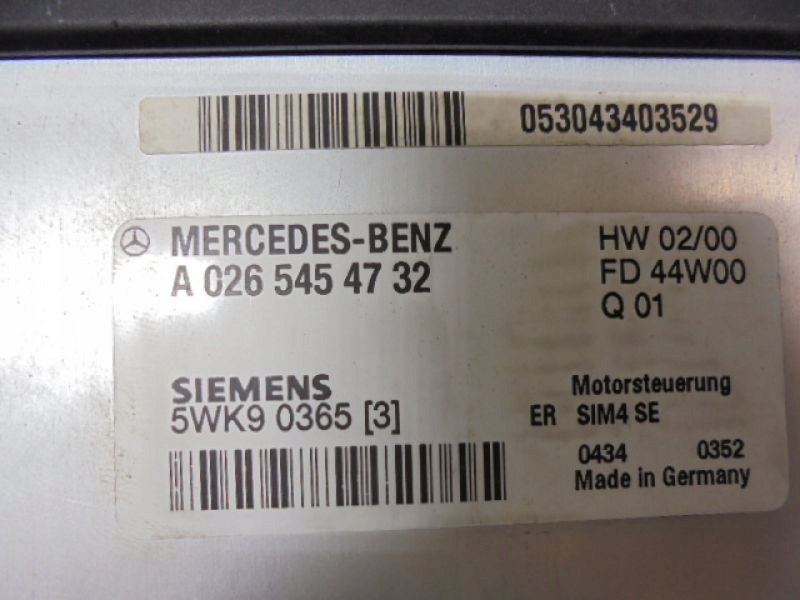 053043403529
MERCEDES-BENZ
A 026 545 47 32
HW 02/00
FD 44W00
Q 01
SIEMENS
5WK9 0365 [3]
Motorsteuerung
ER SIM4 SE
0434 0352
Made in Germany